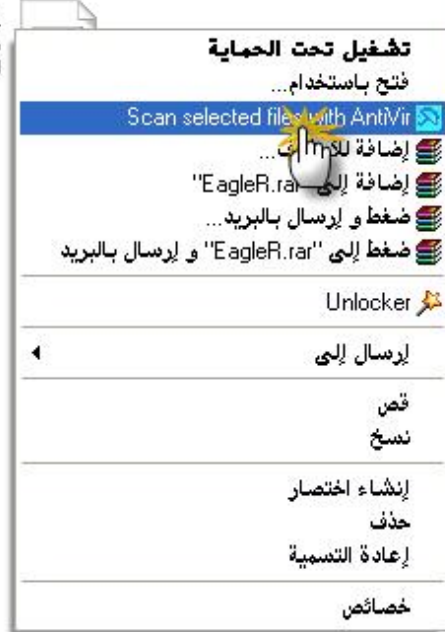 تشغيل تحت الحماية
فتح باستخدام...
Scan selected files with AntiVir
إضافة للأرشيف...
إضافة إلى "EagleR.rar"
ضغط و إرسال بالبريد...
ضغط إلى "EagleR.rar" و إرسال بالبريد
Unlocker
إرسال إلى
قص
نسخ
إنشاء اختصار
حذف
إعادة التسمية
خصائص